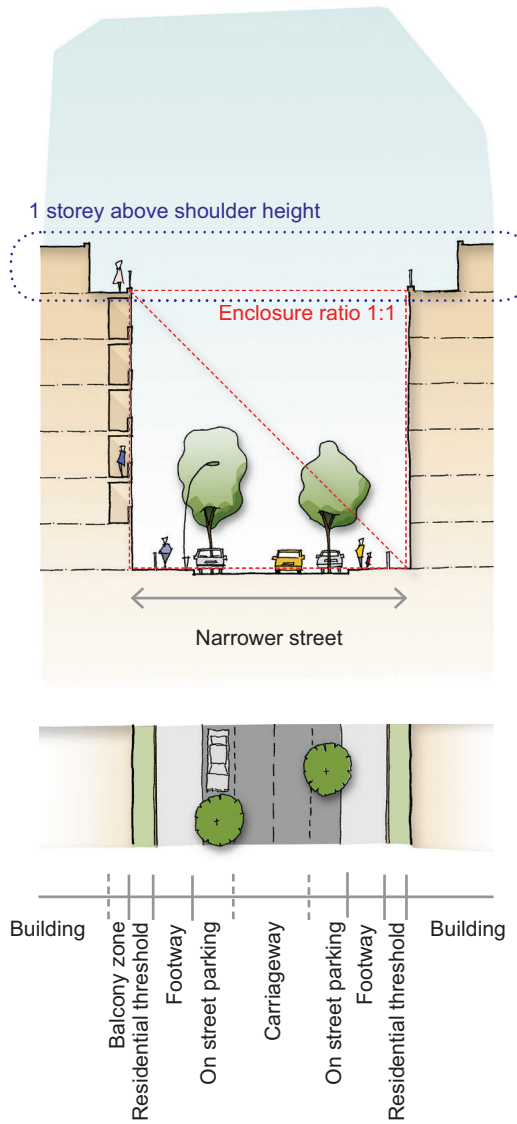 1 storey above shoulder height
Enclosure ratio 1:1
Narrower street
Building
Balcony zone
Residential threshold
Footway
On street parking
Carriageway
On street parking
Footway
Residential threshold
Building